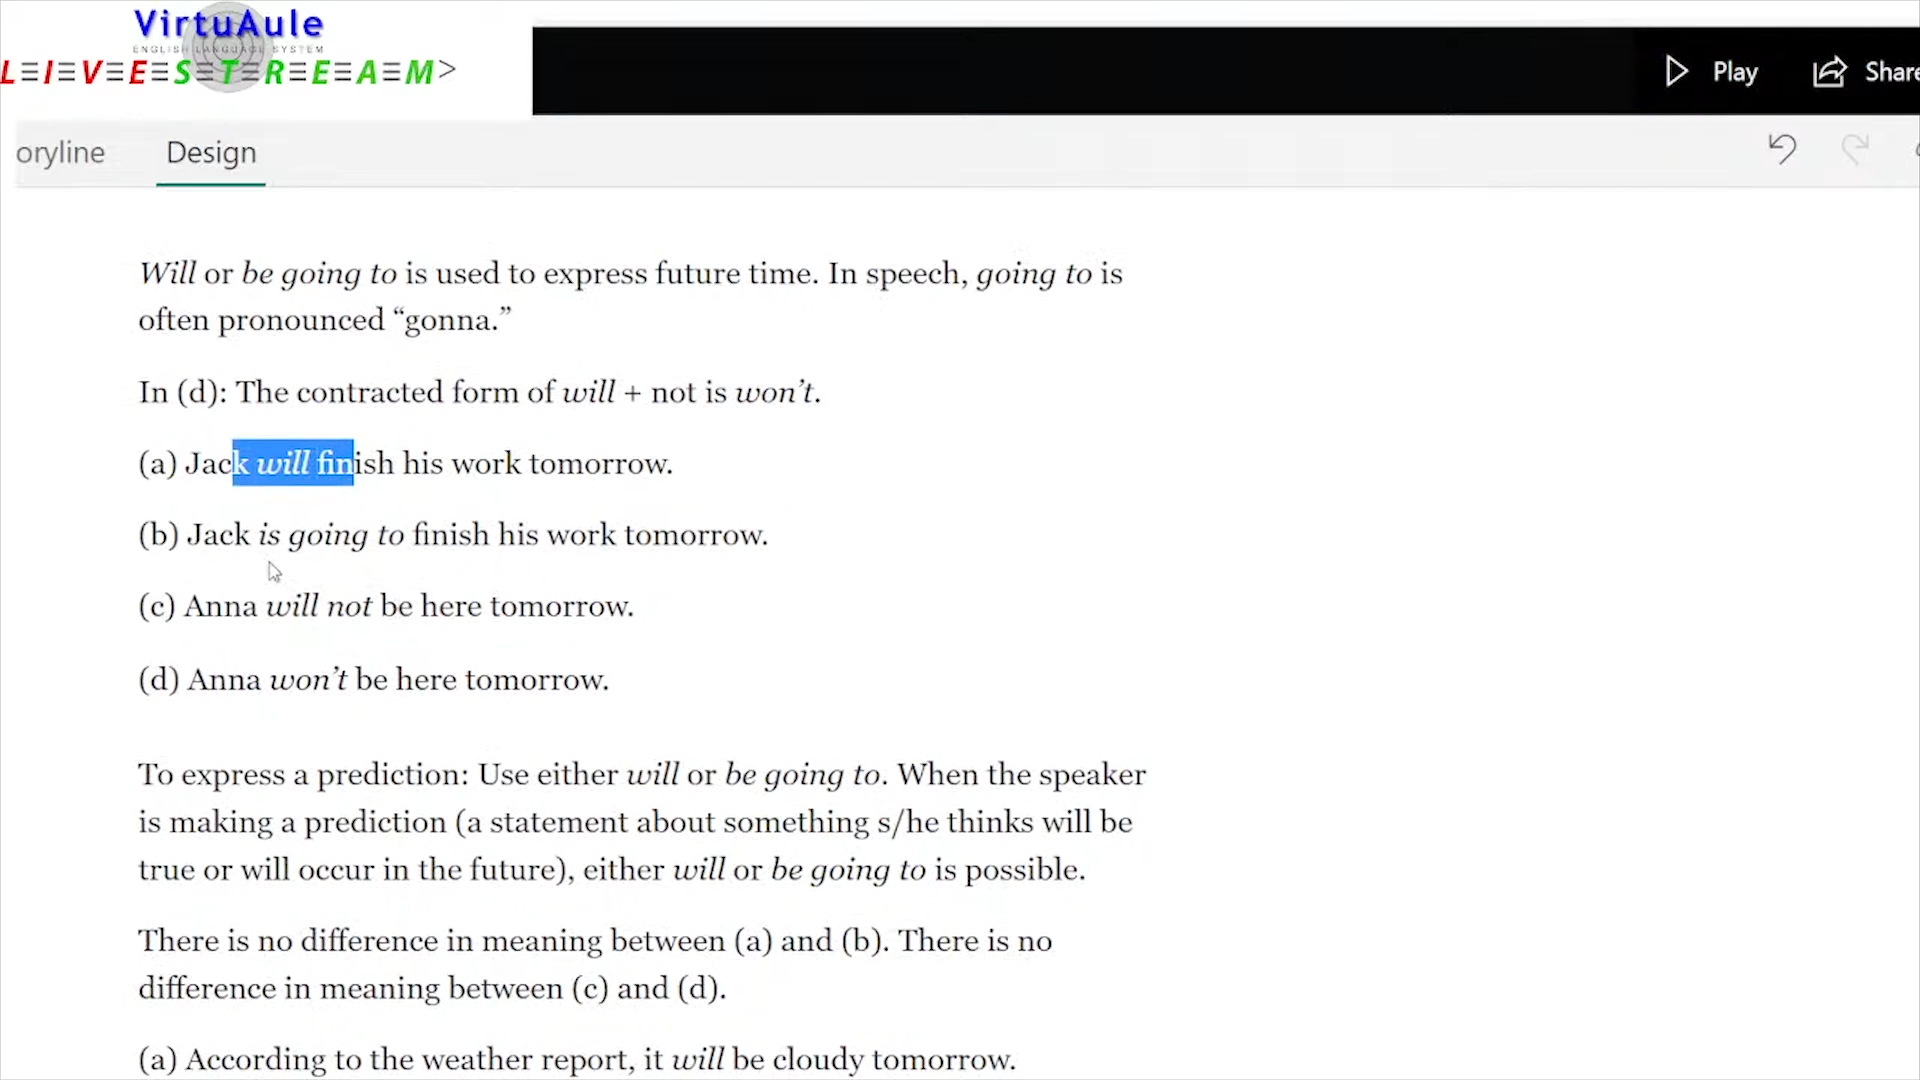 VirtuAule
ENGLISH LANGUAGE SYSTEM
L≡I≡V≡E≡S≡T≡R≡E≡A≡M>
Play
Share
oryline
Design
Will or be going to is used to express future time. In speech, going to is
often pronounced “gonna.”
In (d): The contracted form of will + not is won’t.
(a) Jack will finish his work tomorrow.
(b) Jack is going to finish his work tomorrow.
(c) Anna will not be here tomorrow.
(d) Anna won’t be here tomorrow.
To express a prediction: Use either will or be going to. When the speaker
is making a prediction (a statement about something s/he thinks will be
true or will occur in the future), either will or be going to is possible.
There is no difference in meaning between (a) and (b). There is no
difference in meaning between (c) and (d).
(a) According to the weather report, it will be cloudy tomorrow.